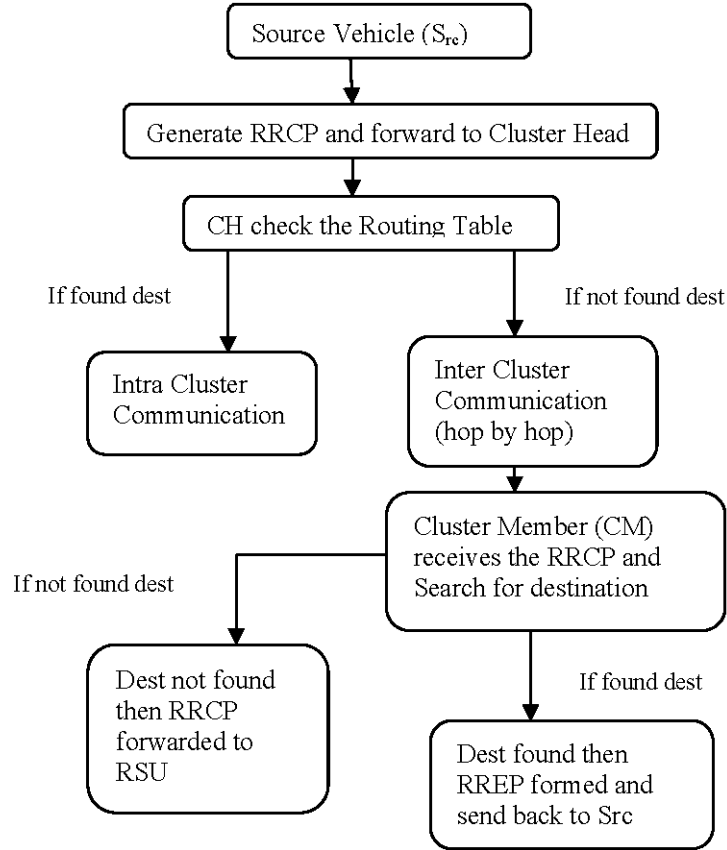 Source Vehicle (Src)
Generate RRCP and forward to Cluster Head
CH check the Routing Table
If found dest
If not found dest
Intra Cluster
Communication
Inter Cluster
Communication
(hop by hop)
Cluster Member (CM)
receives the RRCP and
Search for destination
If not found dest
Dest not found
then RRCP
forwarded to
RSU
If found dest
Dest found then
RREP formed and
send back to Src